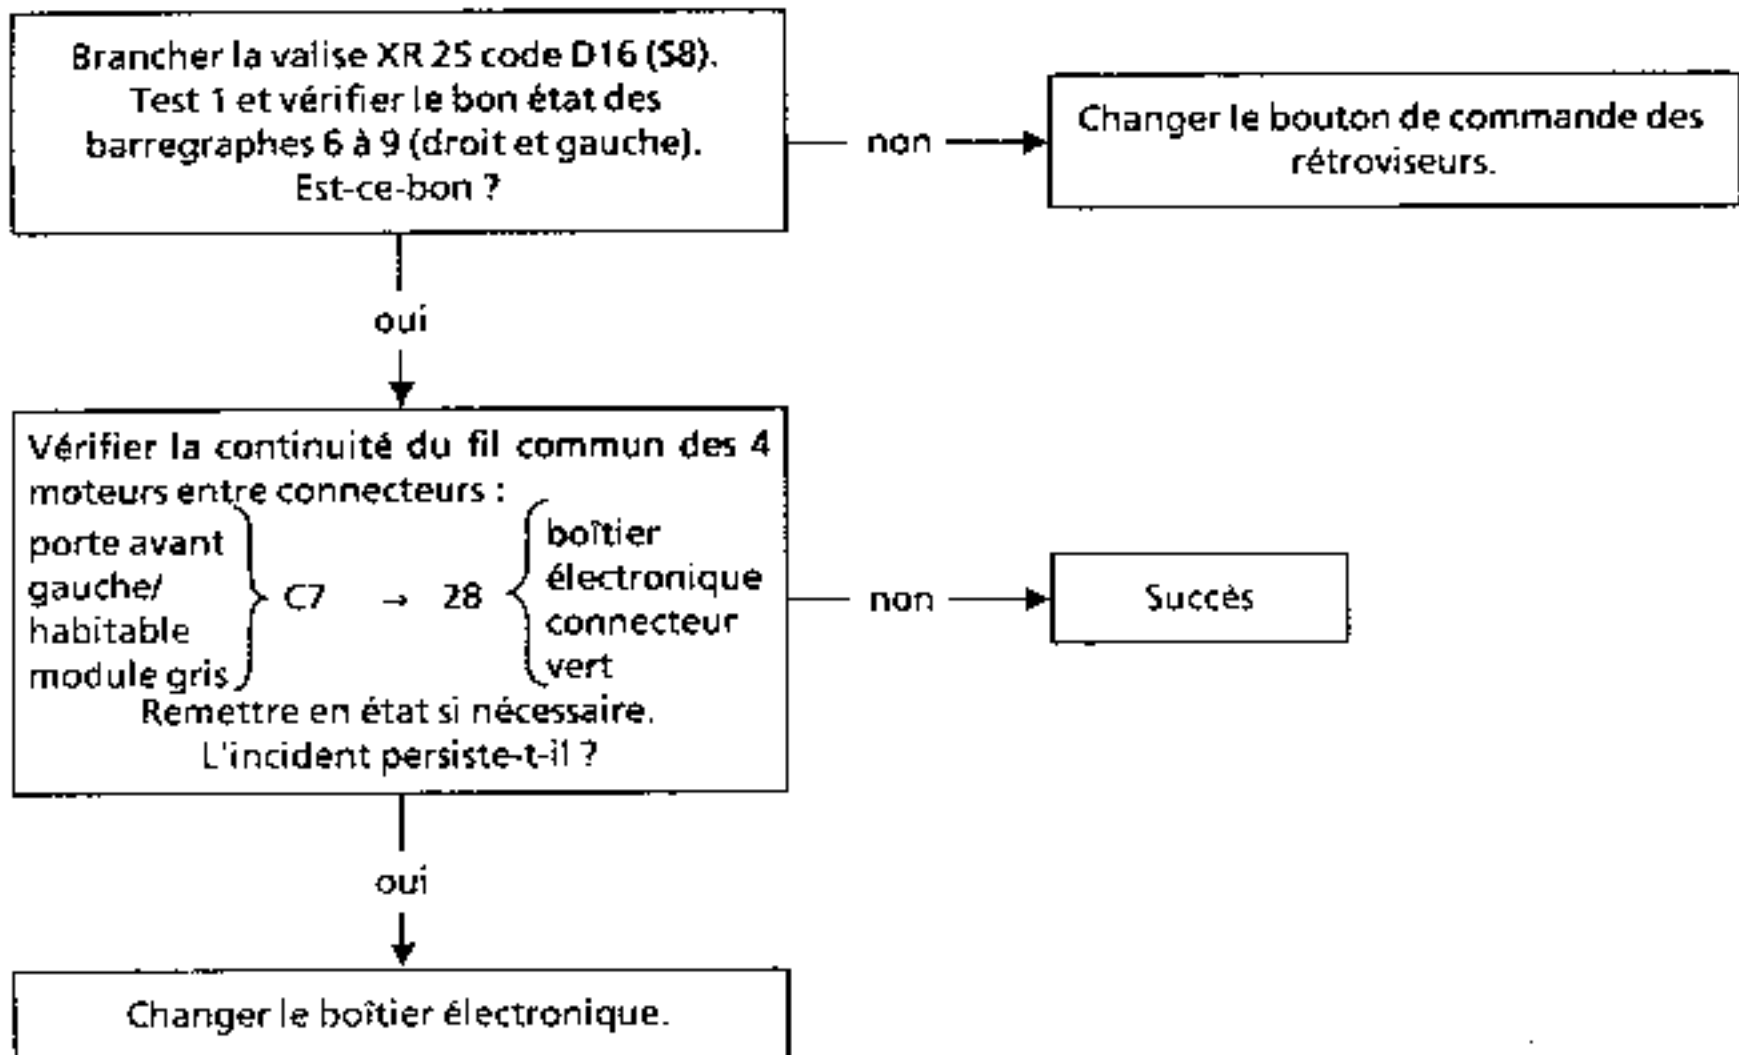 Brancher la valise XR 25 code D16 (S8).
Test 1 et vérifier le bon état des
barregraphes 6 à 9 (droit et gauche).
Est-ce-bon ?
non
Changer le bouton de commande des
rétroviseurs.
oui
Vérifier la continuité du fil commun des 4
moteurs entre connecteurs :
porte avant
gauche/
habitable
module gris
C7 → 28
boîtier
électronique
connecteur
vert
Remettre en état si nécessaire.
L'incident persiste-t-il ?
non
Succès
oui
Changer le boîtier électronique.